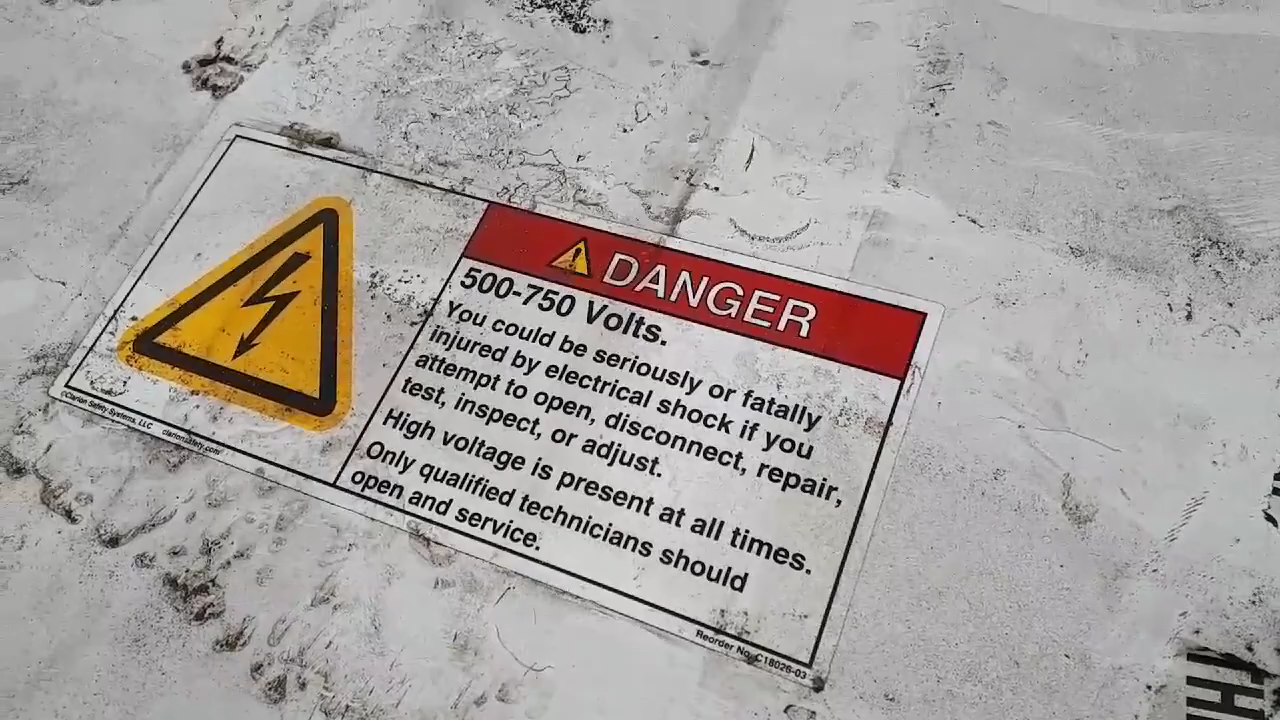 DANGER
500-750 Volts.
You could be seriously or fatally
injured by electrical shock if you
attempt to open, disconnect, repair,
test, inspect, or adjust.
High voltage is present at all times.
Only qualified technicians should
open and service.
©Clarion Safety Systems, LLC clarionsafety.com
Reorder No. C18026-03
TH